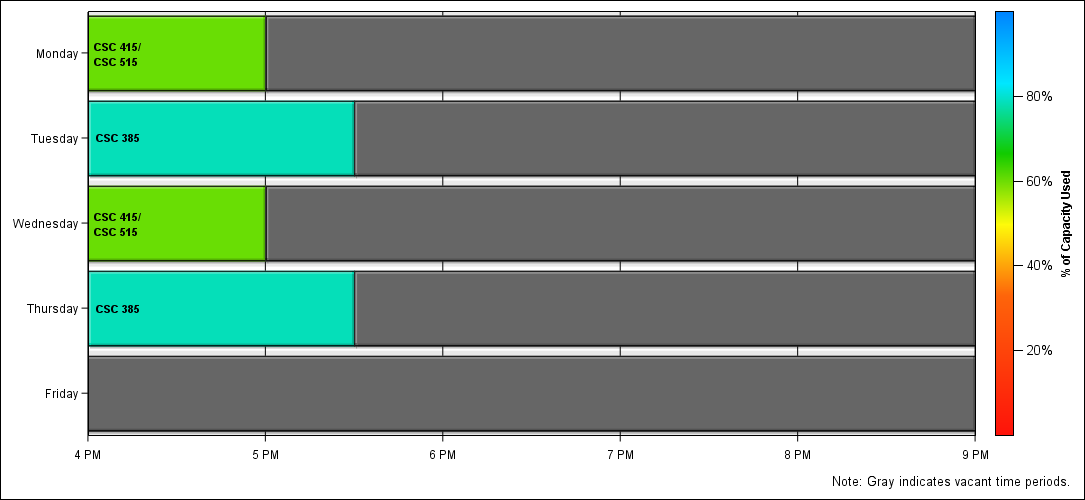 Monday
CSC 415/
CSC 515
Tuesday
CSC 385
Wednesday
CSC 415/
CSC 515
Thursday
CSC 385
Friday
4 PM 5 PM 6 PM 7 PM 8 PM 9 PM
80%
60%
40%
20%
% of Capacity Used
Note: Gray indicates vacant time periods.